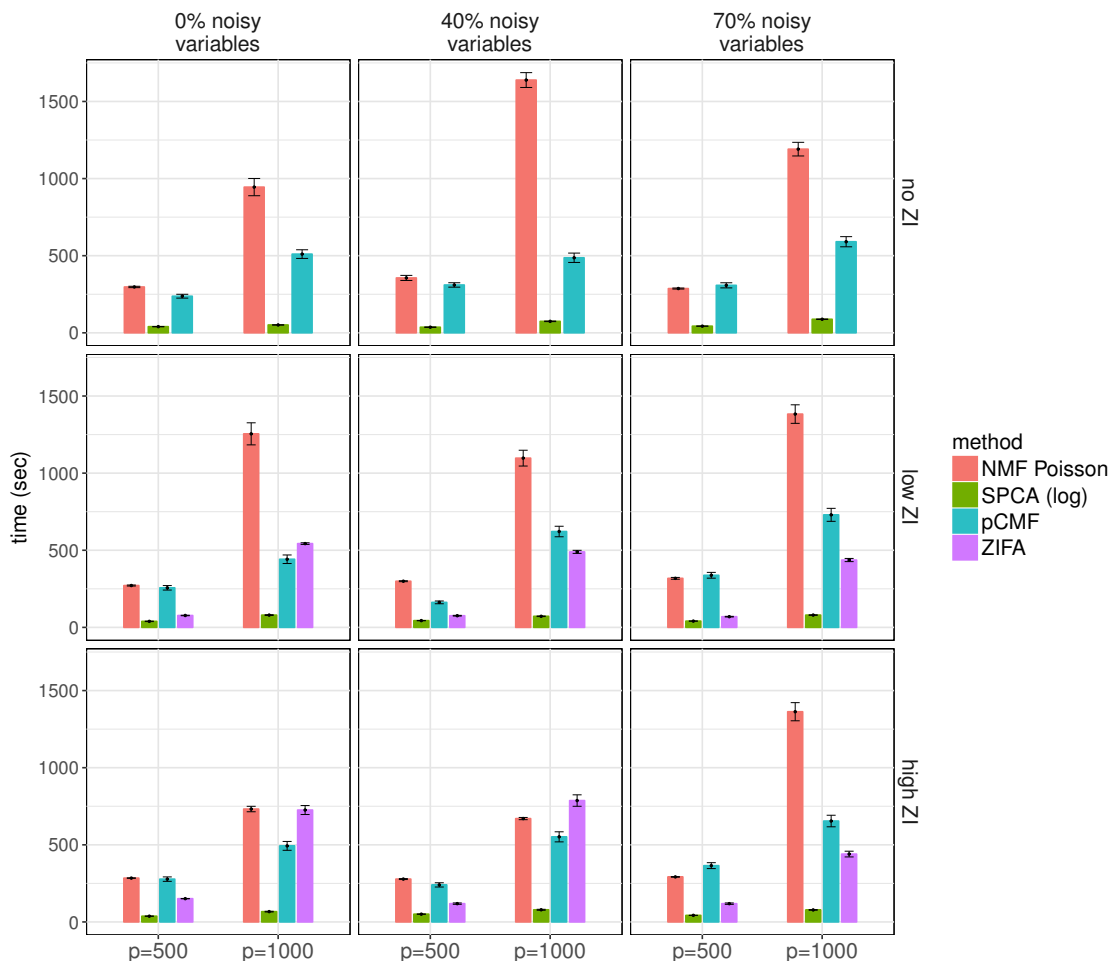 0% noisy
variables
40% noisy
variables
70% noisy
variables
1500
1000
500
0
no ZI
1500
1000
500
0
low ZI
1500
1000
500
0
high ZI
time (sec)
p=500
p=1000
p=500
p=1000
p=500
p=1000
method
NMF Poisson
SPCA (log)
pCMF
ZIFA